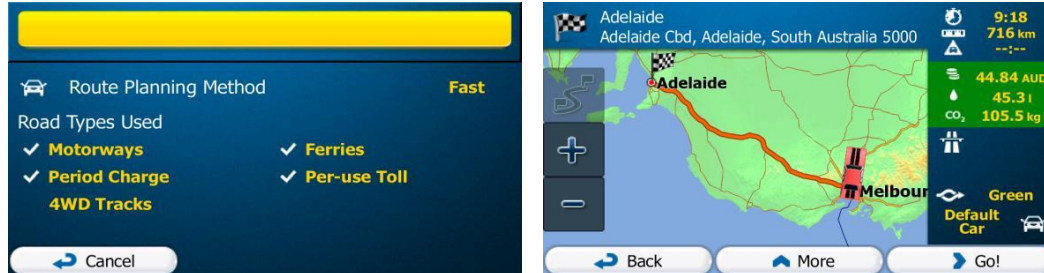 Route Planning Method Fast
Road Types Used
Motorways Ferries
Period Charge Per-use Toll
4WD Tracks
Cancel
Adelaide
Adelaide Cbd, Adelaide, South Australia 5000
9:18
716 km
--:--
44.84 AUD
45.3 l
CO₂ 105.5 kg
Adelaide
Melbour
Green
Default
Car
Back More Go!